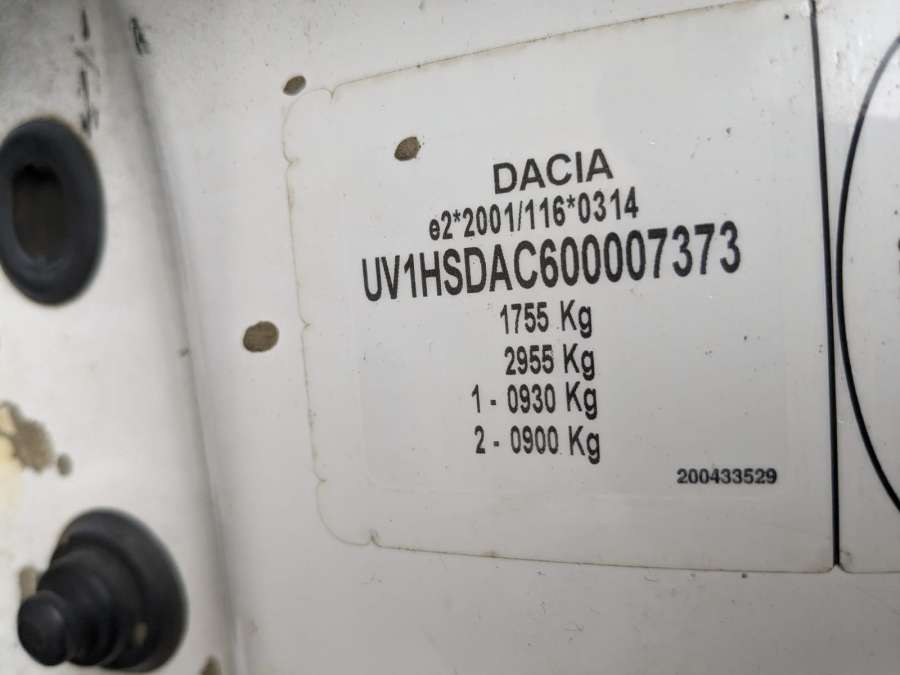 DACIA
e2*2001/116*0314
UV1HSDAC600007373
1755 Kg
2955 Kg
1 - 0930 Kg
2 - 0900 Kg
200433529